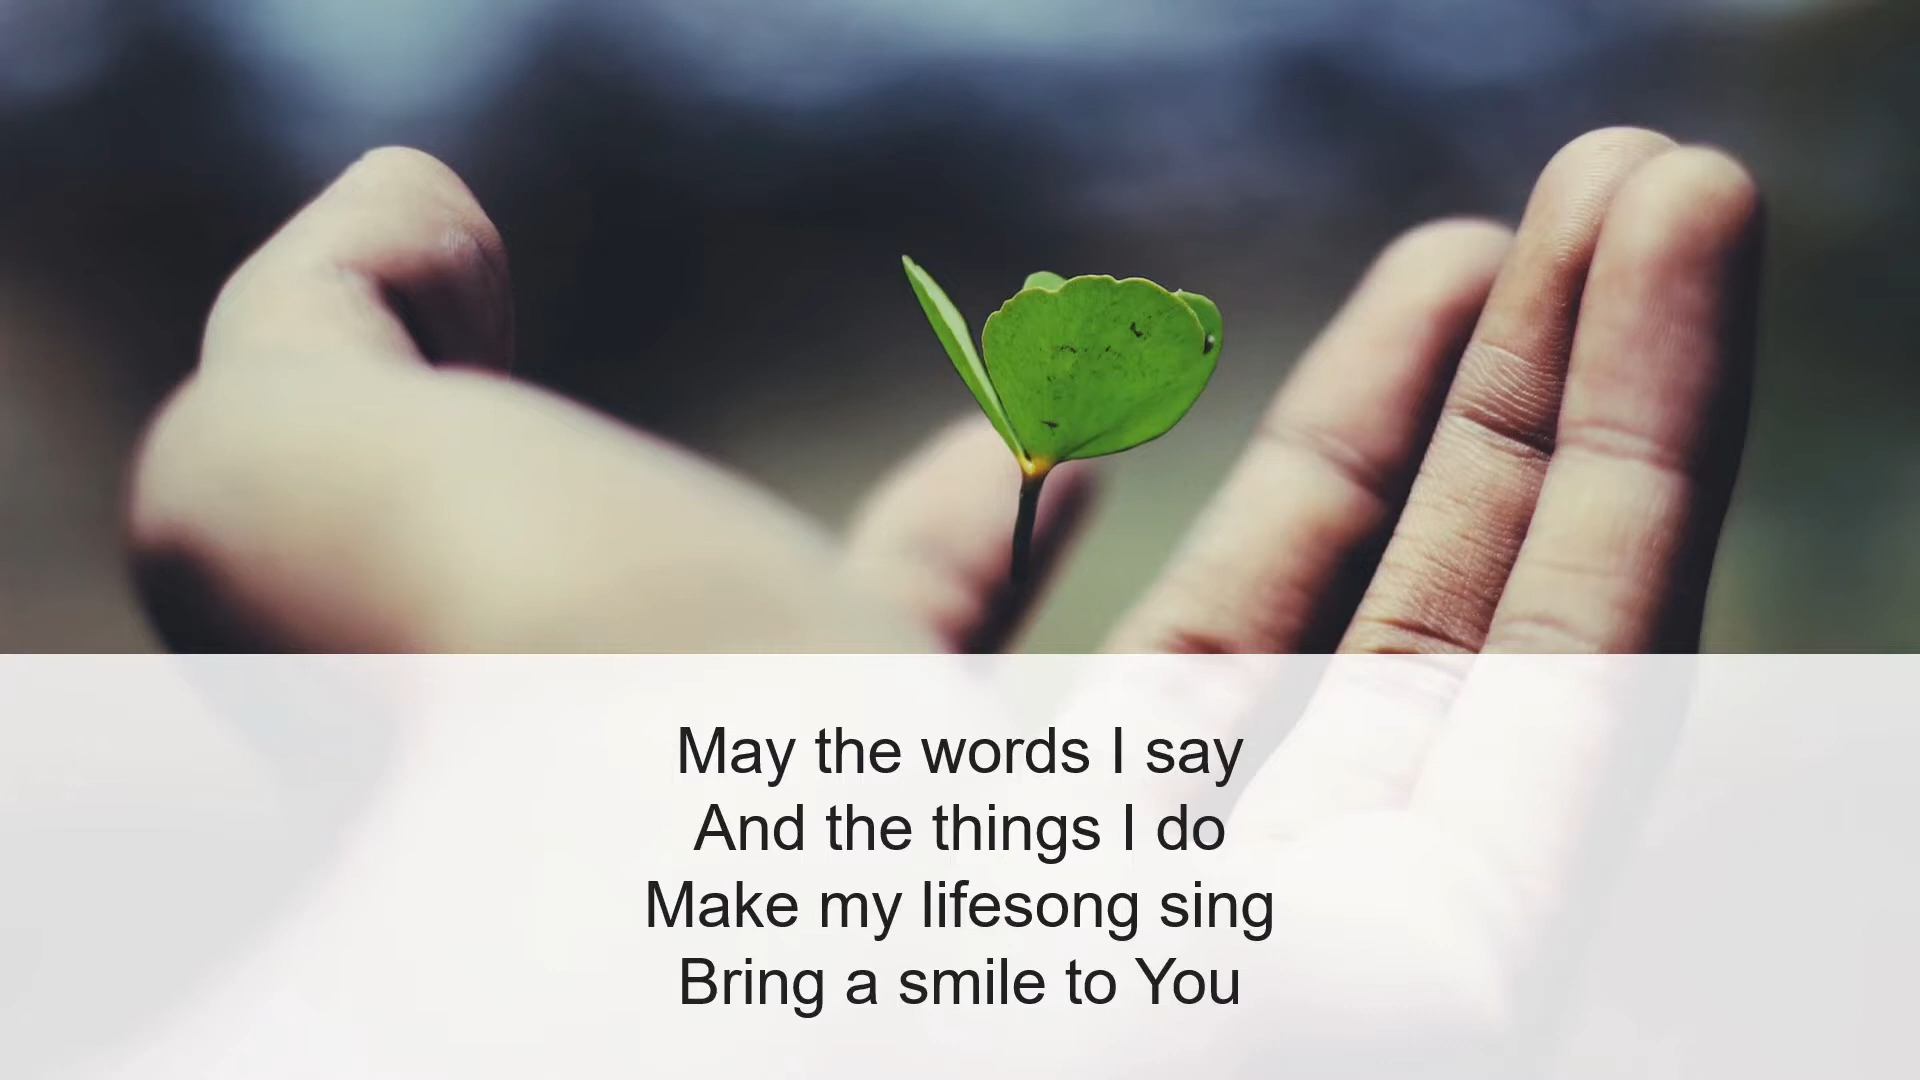 May the words I say
And the things I do
Make my lifesong sing
Bring a smile to You